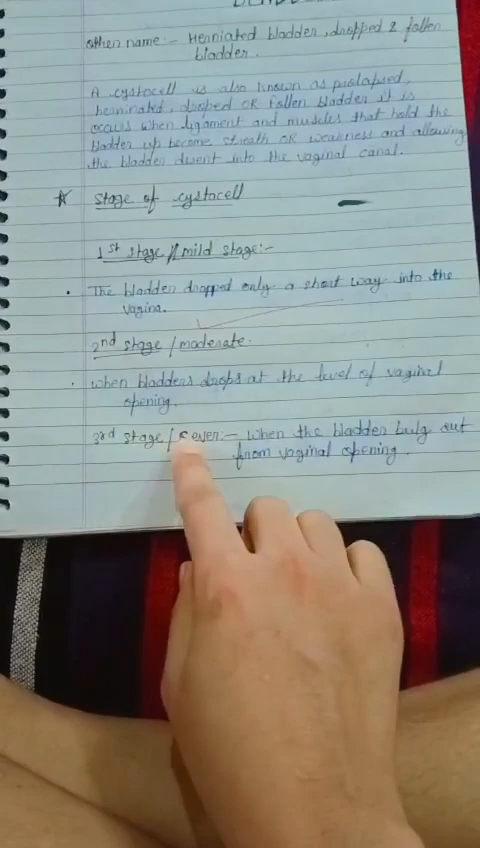 other name:- Herniated bladder, dropped & fallen
bladder.
A cystocell is also known as prolapsed,
herninated, droped OR fallen bladder it is
occurs when ligament and muscles that hold the
bladder up become streath OR weakness and allowing
the bladder dwent into the vaginal canal.
☆ Stage of cystocell
1st stage // mild stage:-
• The bladder dropped only a short way into the
vagina.
2nd stage / moderate.
• when bladders drops at the level of vaginal
opening.
3rd stage / sever:- when the bladder bulg out
from vaginal opening.